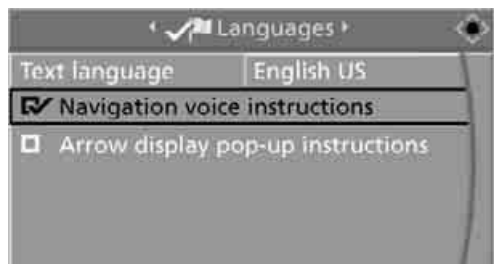 Languages
Text language English US
Navigation voice instructions
Arrow display pop-up instructions